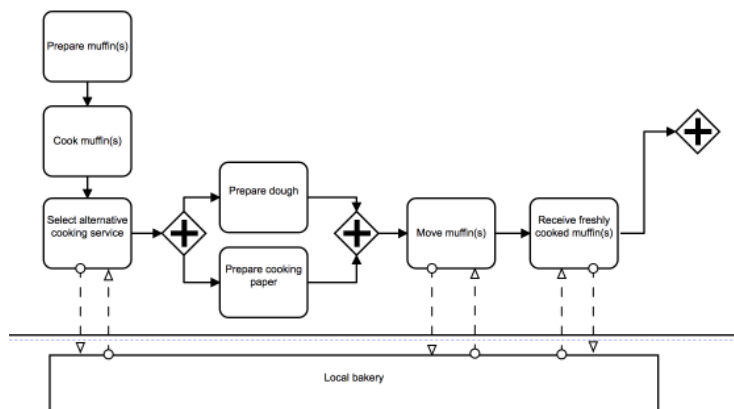 Prepare muffin(s)
Cook muffin(s)
Select alternative
cooking service
Prepare dough
Prepare cooking
paper
Move muffin(s)
Receive freshly
cooked muffin(s)
Local bakery